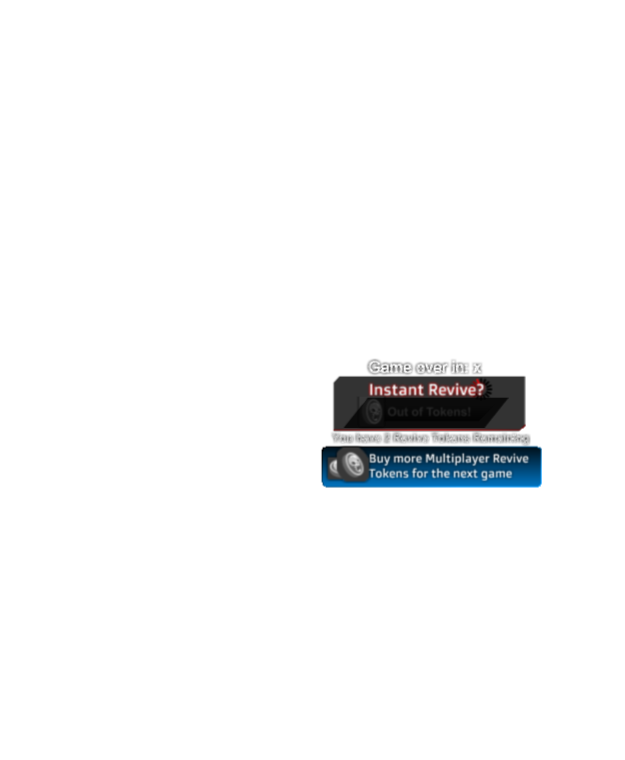 Game over in: x
Instant Revive?
Out of Tokens!
You have 2 Revive Tokens Remaining
Buy more Multiplayer Revive
Tokens for the next game